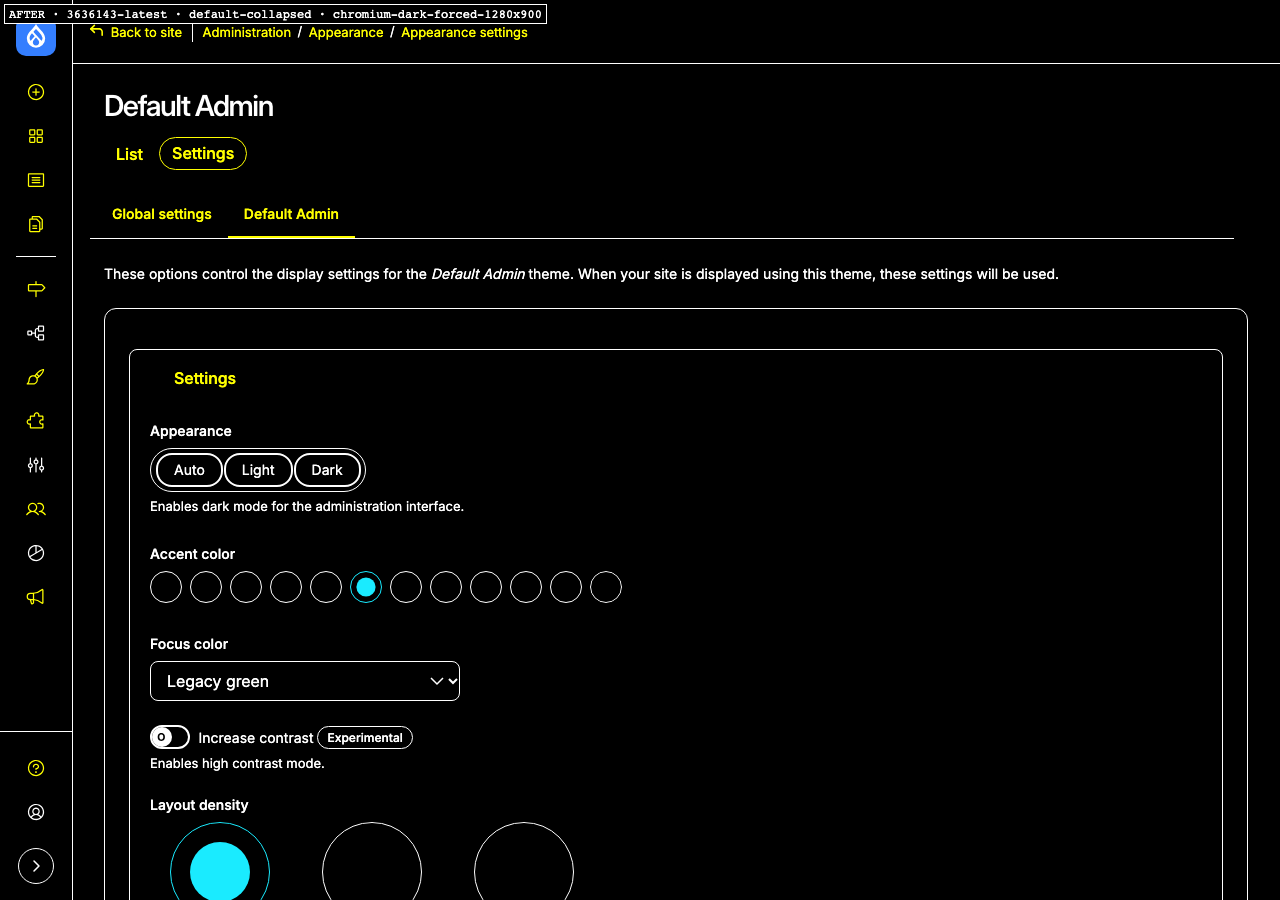 AFTER • 3636143-latest • default-collapsed • chromium-dark-forced-1280x900
Back to site Administration / Appearance / Appearance settings
Default Admin
List Settings
Global settings Default Admin
These options control the display settings for the Default Admin theme. When your site is displayed using this theme, these settings will be used.
Settings
Appearance
Auto Light Dark
Enables dark mode for the administration interface.
Accent color
Focus color
Legacy green
Increase contrast Experimental
Enables high contrast mode.
Layout density